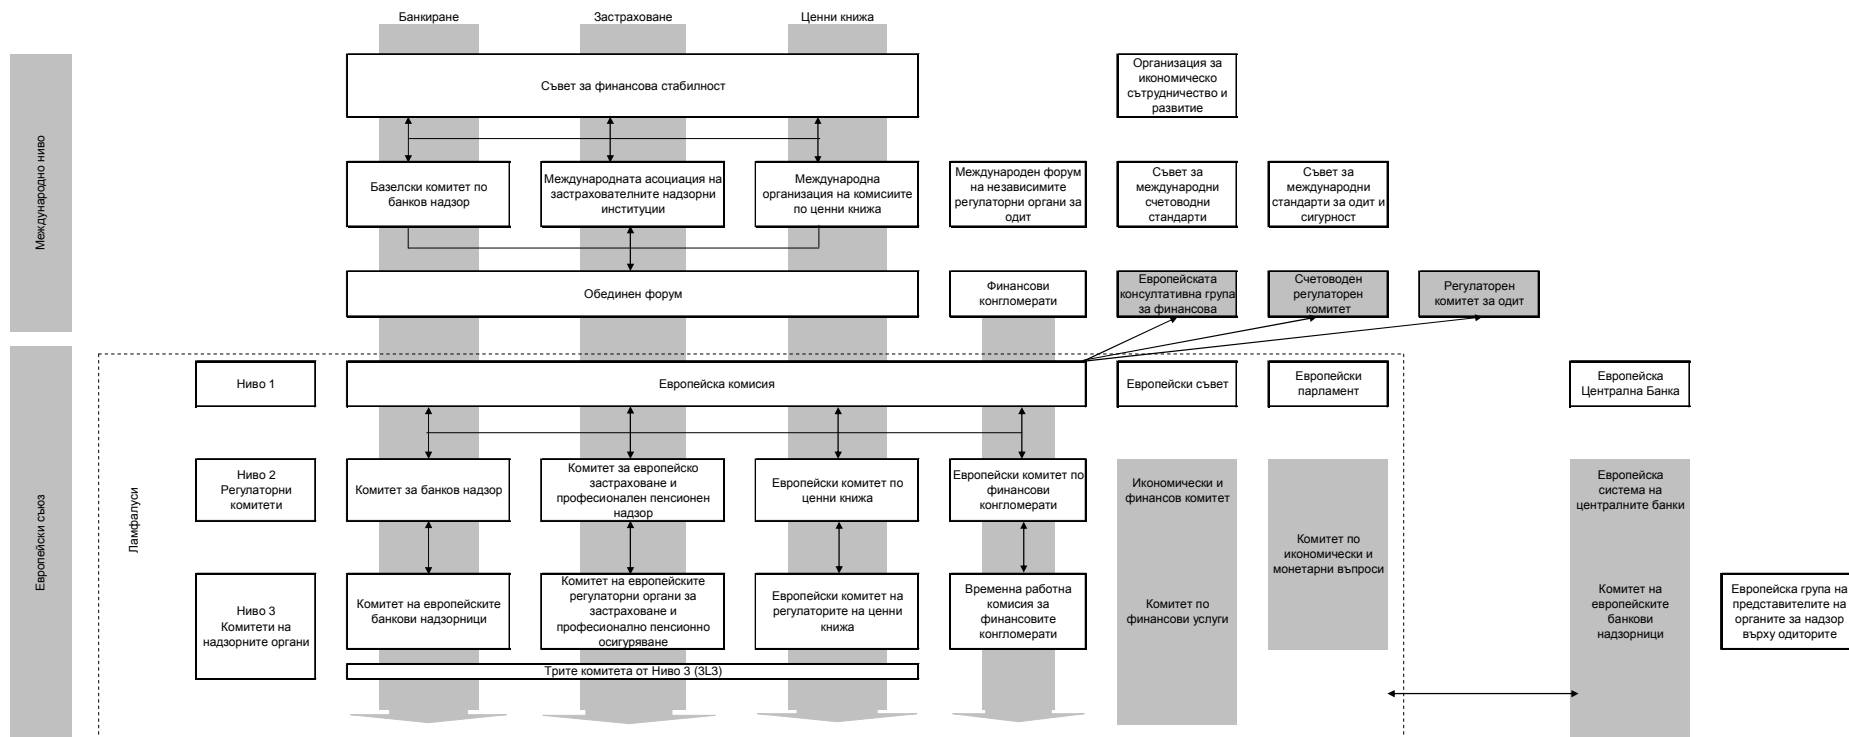 Банкиране
Застраховане
Ценни книжа
Международно ниво
Съвет за финансова стабилност
Организация за
икономическо
сътрудничество и
развитие
Базелски комитет по
банков надзор
Международната асоциация на
застрахователните надзорни
институции
Международна
организация на комисиите
по ценни книжа
Международен форум
на независимите
регулаторни органи за
одит
Съвет за
международни
счетоводни
стандарти
Съвет за
международни
стандарти за одит и
сигурност
Обединен форум
Финансови
конгломерати
Европейската
консултативна група
за финансова
Счетоводен
регулаторен
комитет
Регулаторен
комитет за одит
Европейски съюз
Ламфалуси
Ниво 1
Европейска комисия
Европейски съвет
Европейски
парламент
Европейска
Централна Банка
Ниво 2
Регулаторни
комитети
Комитет за банков надзор
Комитет за европейско
застраховане и
професионален пенсионен
надзор
Европейски комитет по
ценни книжа
Европейски комитет по
финансови
конгломерати
Икономически и
финансов комитет
Европейска
система на
централните банки
Комитет по
икономически и
монетарни въпроси
Ниво 3
Комитети на
надзорните органи
Комитет на европейските
банкови надзорници
Комитет на европейските
регулаторни органи за
застраховане и
професионално пенсионно
осигуряване
Европейски комитет на
регулаторите на ценни
книжа
Временна работна
комисия за
финансовите
конгломерати
Комитет по
финансови услуги
Комитет на
европейските
банкови
надзорници
Европейска група на
представителите на
органите за надзор
върху одиторите
Трите комитета от Ниво 3 (3L3)